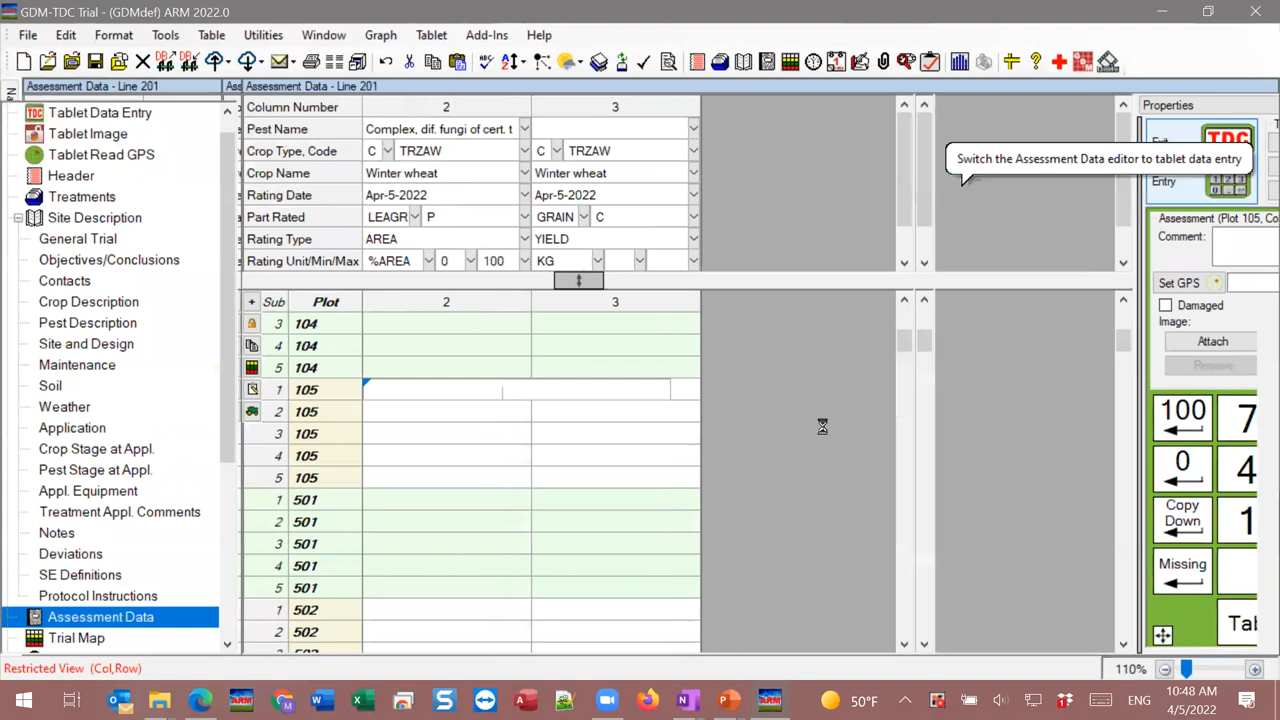 GDM-TDC Trial - (GDMdef) ARM 2022.0
File Edit Format Tools Table Utilities Window Graph Tablet Add-Ins Help
Assessment Data - Line 201
Assessment Data - Line 201
Tablet Data Entry
Tablet Image
Tablet Read GPS
Header
Treatments
Site Description
General Trial
Objectives/Conclusions
Contacts
Crop Description
Pest Description
Site and Design
Maintenance
Soil
Weather
Application
Crop Stage at Appl.
Pest Stage at Appl.
Appl. Equipment
Treatment Appl. Comments
Notes
Deviations
SE Definitions
Protocol Instructions
Assessment Data
Trial Map
Column Number 2 3
Pest Name Complex, dif. fungi of cert. t
Crop Type, Code C TRZAW C TRZAW
Crop Name Winter wheat Winter wheat
Rating Date Apr-5-2022 Apr-5-2022
Part Rated LEAGR P GRAIN C
Rating Type AREA YIELD
Rating Unit/Min/Max %AREA 0 100 KG
+ Sub Plot 2 3
3 104
4 104
5 104
1 105
2 105
3 105
4 105
5 105
1 501
2 501
3 501
4 501
5 501
1 502
2 502
Properties
TDC
Switch the Assessment Data editor to tablet data entry
Entry
Assessment (Plot 105, Co
Comment:
Set GPS
Damaged
Image:
Attach
Remove
100 7
0 4
Copy Down 1
Missing
Tab
Restricted View (Col,Row)
110%
50°F
ENG
10:48 AM
4/5/2022